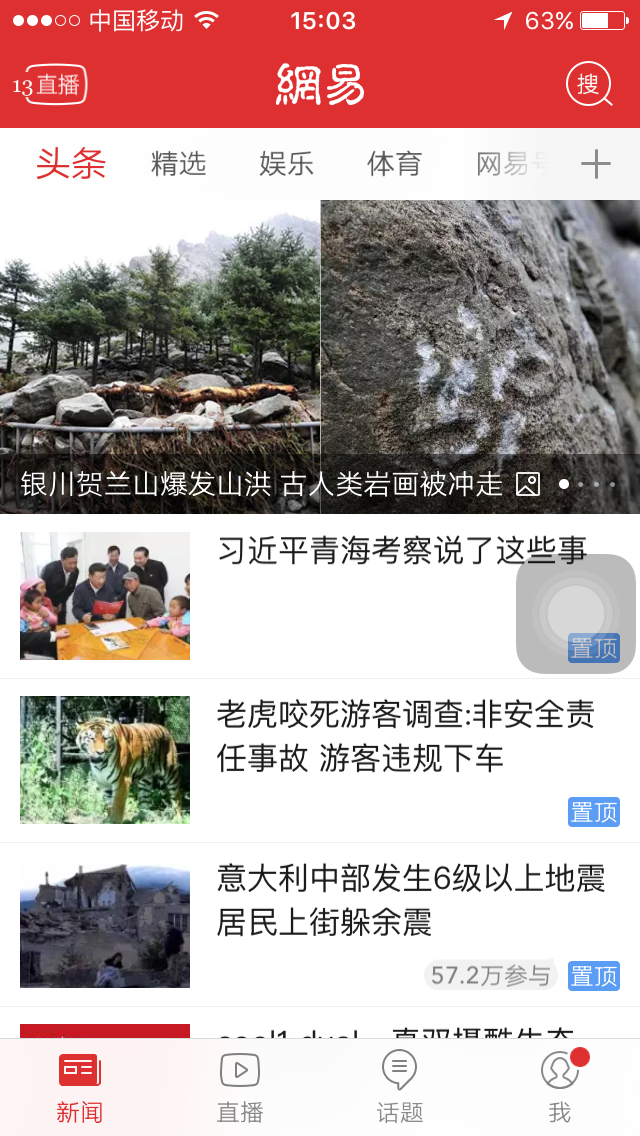 中国移动 15:03 63%
13直播 網易 搜
头条 精选 娱乐 体育 网易号
银川贺兰山爆发山洪 古人类岩画被冲走
习近平青海考察说了这些事
置顶
老虎咬死游客调查:非安全责
任事故 游客违规下车
置顶
意大利中部发生6级以上地震
居民上街躲余震
57.2万参与 置顶
cool1 dual
新闻 直播 话题 我